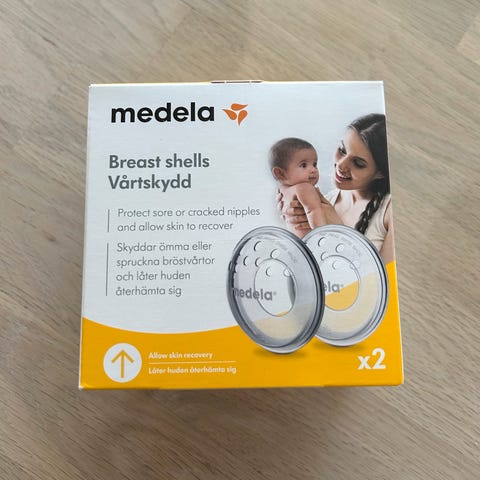 medela
Breast shells
Vårtskydd
Protect sore or cracked nipples
and allow skin to recover
Skyddar ömma eller
spruckna bröstvårtor
och låter huden
återhämta sig
medela®
dela®
Allow skin recovery
Låter huden återhämta sig
x2